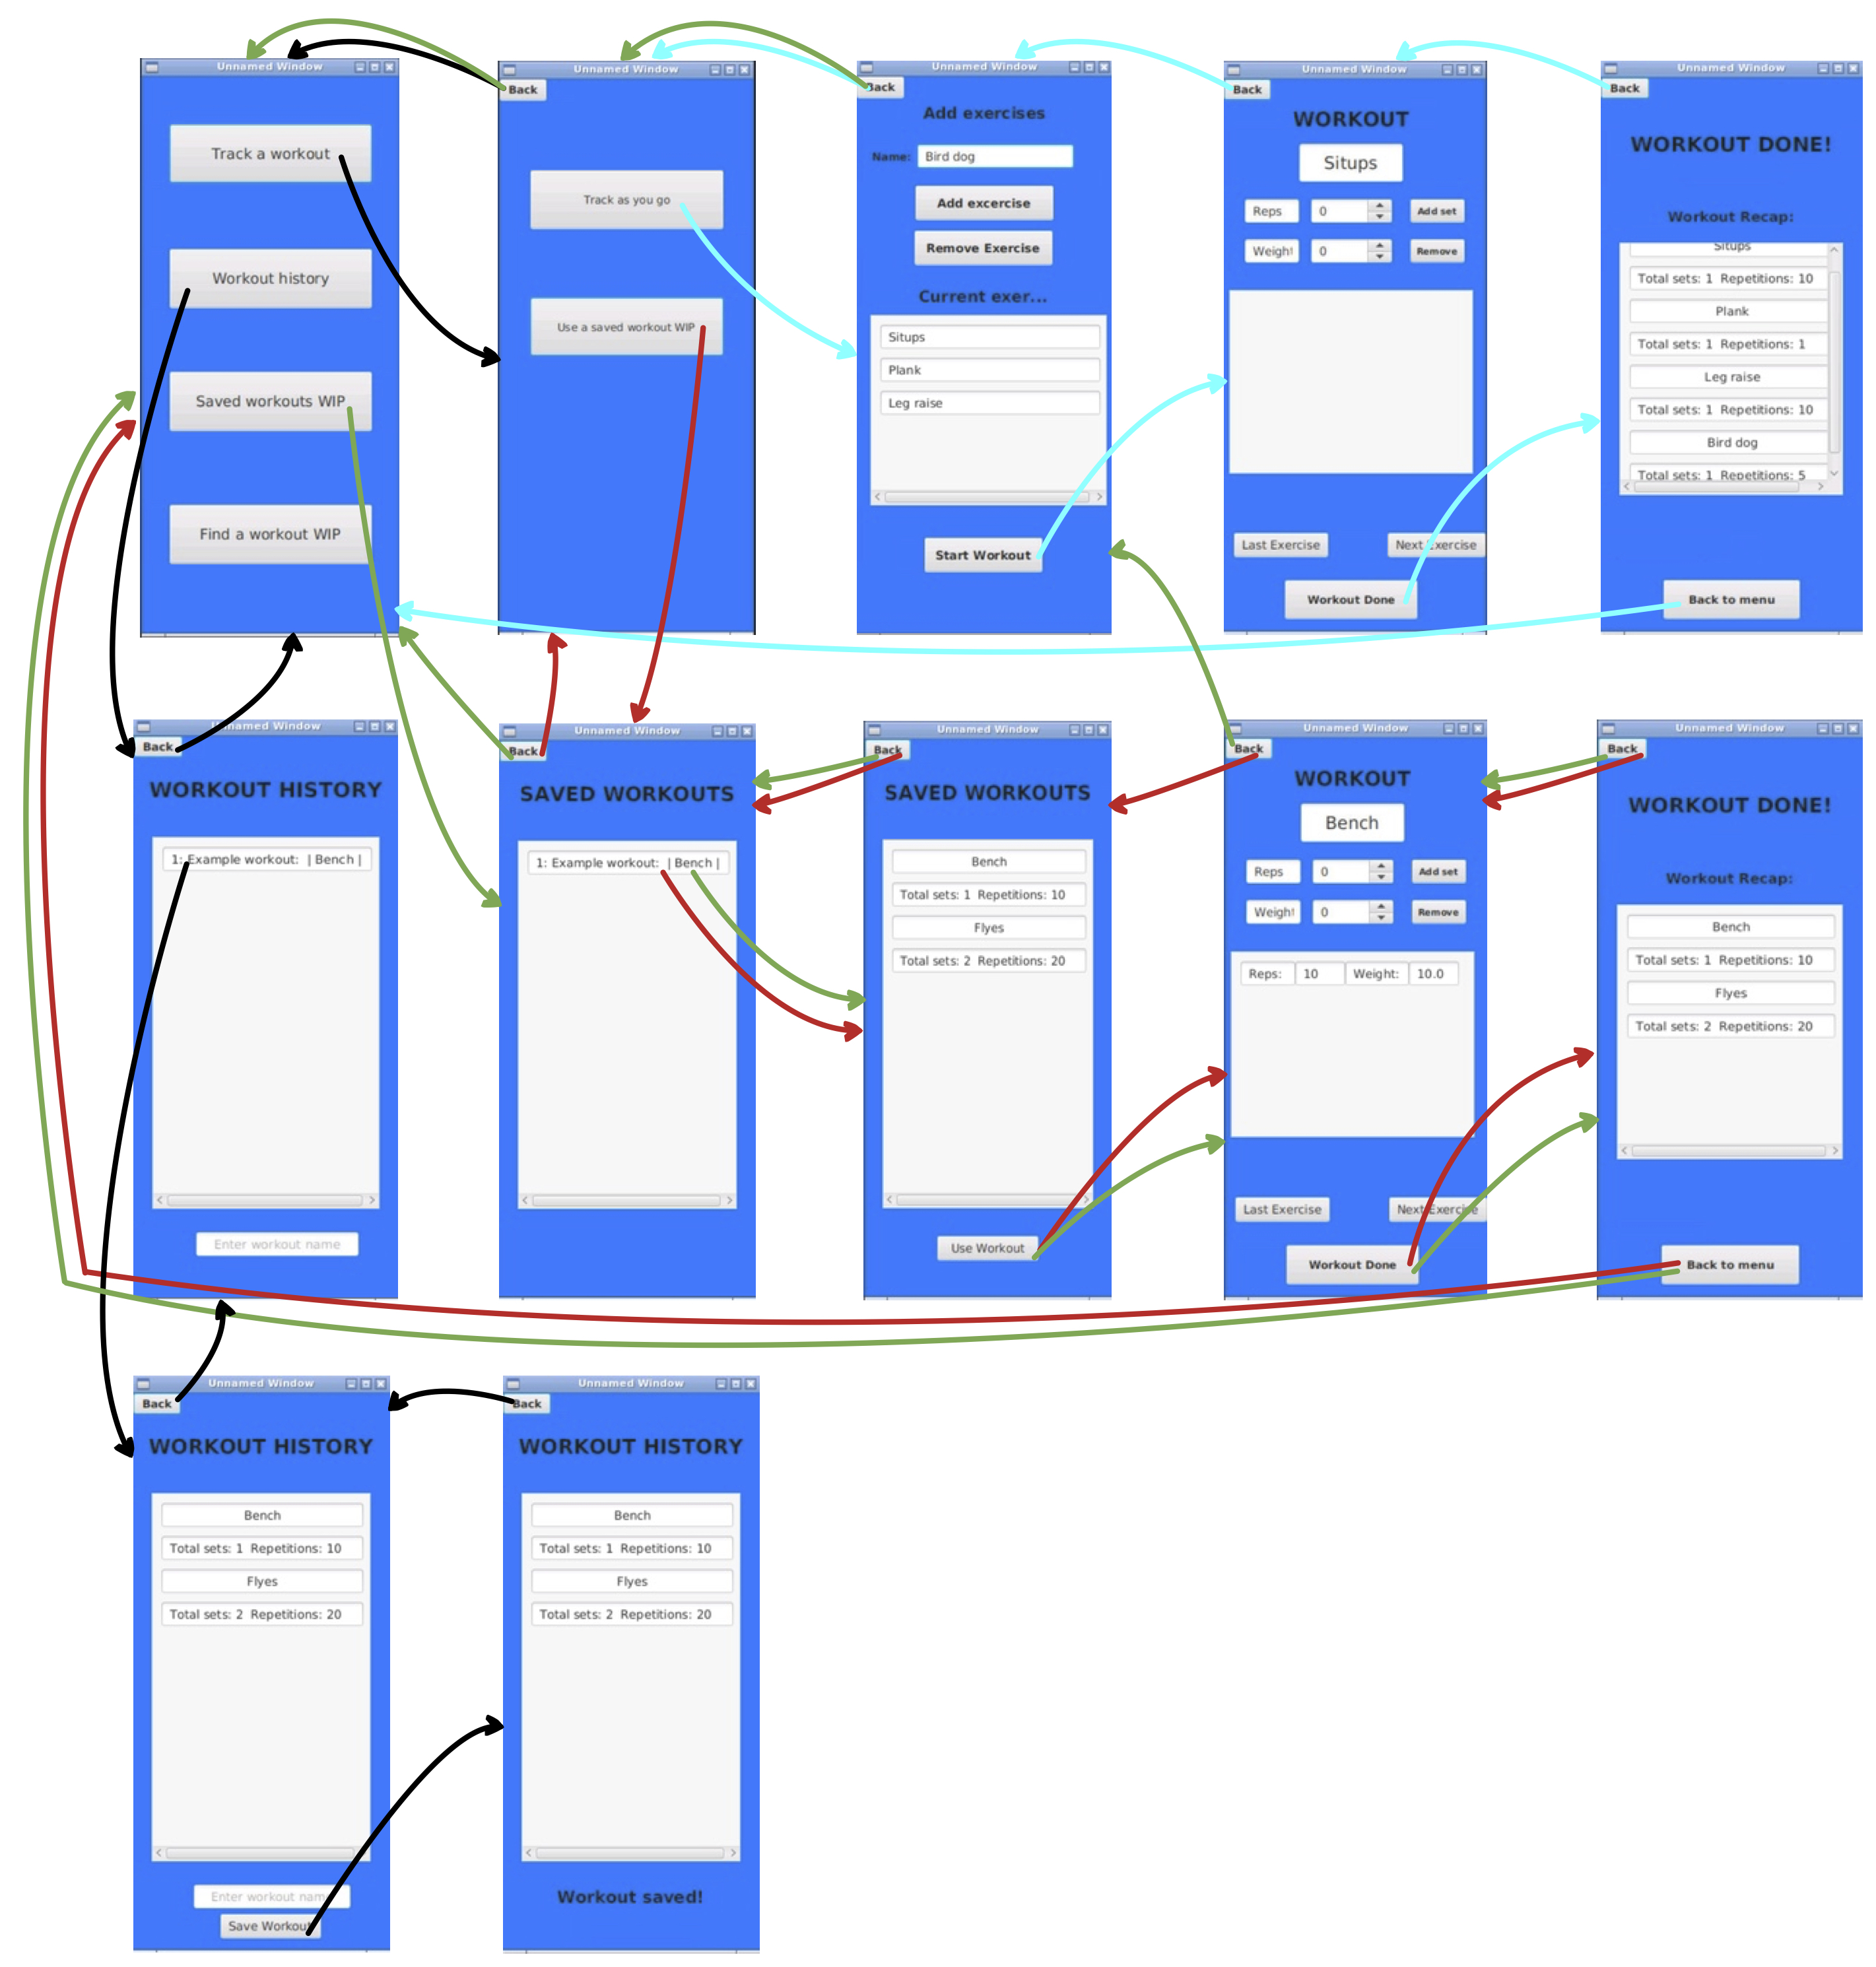 Unnamed Window
Track a workout
Workout history
Saved workouts WIP
Find a workout WIP
Unnamed Window
Back
Track as you go
Use a saved workout WIP
Unnamed Window
Back
Add exercises
Name: Bird dog
Add excercise
Remove Exercise
Current exer...
Situps
Plank
Leg raise
Start Workout
Unnamed Window
Back
WORKOUT
Situps
Reps 0 Add set
Weight 0 Remove
Last Exercise Next Exercise
Workout Done
Unnamed Window
Back
WORKOUT DONE!
Workout Recap:
Situps
Total sets: 1 Repetitions: 10
Plank
Total sets: 1 Repetitions: 1
Leg raise
Total sets: 1 Repetitions: 10
Bird dog
Total sets: 1 Repetitions: 5
Back to menu
Unnamed Window
Back
WORKOUT HISTORY
1: Example workout: | Bench |
Enter workout name
Unnamed Window
Back
SAVED WORKOUTS
1: Example workout: | Bench |
Unnamed Window
Back
SAVED WORKOUTS
Bench
Total sets: 1 Repetitions: 10
Flyes
Total sets: 2 Repetitions: 20
Use Workout
Unnamed Window
Back
WORKOUT
Bench
Reps 0 Add set
Weight 0 Remove
Reps: 10 Weight: 10.0
Last Exercise Next Exercise
Workout Done
Unnamed Window
Back
WORKOUT DONE!
Workout Recap:
Bench
Total sets: 1 Repetitions: 10
Flyes
Total sets: 2 Repetitions: 20
Back to menu
Unnamed Window
Back
WORKOUT HISTORY
Bench
Total sets: 1 Repetitions: 10
Flyes
Total sets: 2 Repetitions: 20
Enter workout name
Save Workout
Unnamed Window
Back
WORKOUT HISTORY
Bench
Total sets: 1 Repetitions: 10
Flyes
Total sets: 2 Repetitions: 20
Workout saved!